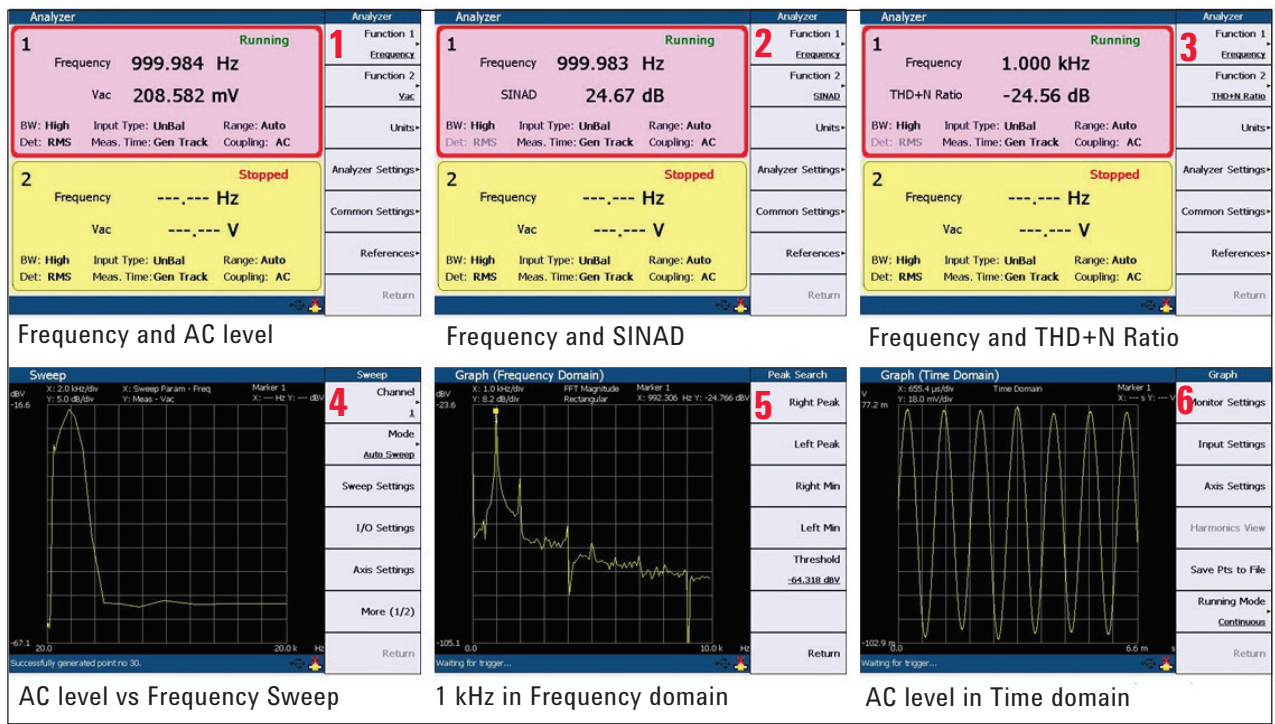 Analyzer
Analyzer
1
Running
Frequency 999.984 Hz
Vac 208.582 mV
BW: High Input Type: UnBal Range: Auto
Det: RMS Meas. Time: Gen Track Coupling: AC
2
Stopped
Frequency ---.--- Hz
Vac ---.--- V
BW: High Input Type: UnBal Range: Auto
Det: RMS Meas. Time: Gen Track Coupling: AC
1
Function 1
Frequency
Function 2
Vac
Units
Analyzer Settings
Common Settings
References
Return
Frequency and AC level
Analyzer
Analyzer
1
Running
Frequency 999.983 Hz
SINAD 24.67 dB
BW: High Input Type: UnBal Range: Auto
Det: RMS Meas. Time: Gen Track Coupling: AC
2
Stopped
Frequency ---.--- Hz
Vac ---.--- V
BW: High Input Type: UnBal Range: Auto
Det: RMS Meas. Time: Gen Track Coupling: AC
2
Function 1
Frequency
Function 2
SINAD
Units
Analyzer Settings
Common Settings
References
Return
Frequency and SINAD
Analyzer
Analyzer
1
Running
Frequency 1.000 kHz
THD+N Ratio -24.56 dB
BW: High Input Type: UnBal Range: Auto
Det: RMS Meas. Time: Gen Track Coupling: AC
2
Stopped
Frequency ---.--- Hz
Vac ---.--- V
BW: High Input Type: UnBal Range: Auto
Det: RMS Meas. Time: Gen Track Coupling: AC
3
Function 1
Frequency
Function 2
THD+N Ratio
Units
Analyzer Settings
Common Settings
References
Return
Frequency and THD+N Ratio
Sweep
Sweep
dBV X: 2.0 kHz/div X: Sweep Param - Freq Marker 1
-16.6 Y: 5.0 dB/div Y: Meas - Vac X: --- Hz Y: --- dBV
-67.1
20.0 20.0 k Hz
Successfully generated point no 30.
4
Channel
1
Mode
Auto Sweep
Sweep Settings
I/O Settings
Axis Settings
More (1/2)
Return
AC level vs Frequency Sweep
Graph (Frequency Domain)
Peak Search
dBV X: 1.0 kHz/div FFT Magnitude Marker 1
-23.6 Y: 8.2 dB/div Rectangular X: 992.306 Hz Y: -24.766 dBV
-105.1
0.0 10.0 k Hz
Waiting for trigger...
5
Right Peak
Left Peak
Right Min
Left Min
Threshold
-64.318 dBV
Return
1 kHz in Frequency domain
Graph (Time Domain)
Graph
V X: 655.4 µs/div Time Domain Marker 1
77.2 m Y: 18.0 mV/div X: --- s Y: --- V
-102.9 m
0.0 6.6 m s
Waiting for trigger...
6
Monitor Settings
Input Settings
Axis Settings
Harmonics View
Save Pts to File
Running Mode
Continuous
Return
AC level in Time domain